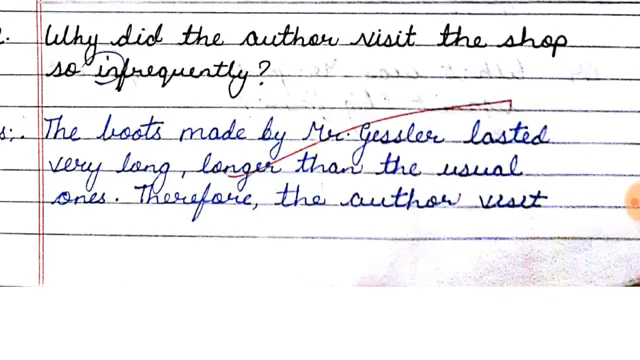 Why did the author visit the shop
so infrequently?
s:. The boots made by Mr. Gessler lasted
very long, longer than the usual
ones. Therefore, the author visit